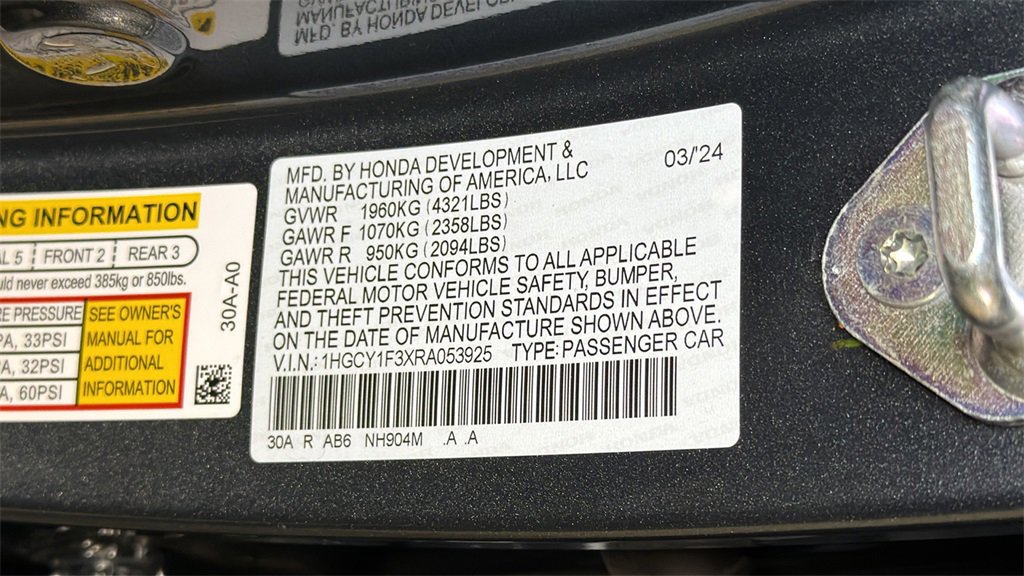 MFD. BY HONDA DEVELOPMENT &
MANUFACTURING OF AMERICA, LLC
03/'24
GVWR 1960KG (4321LBS)
GAWR F 1070KG (2358LBS)
GAWR R 950KG (2094LBS)
THIS VEHICLE CONFORMS TO ALL APPLICABLE
FEDERAL MOTOR VEHICLE SAFETY, BUMPER,
AND THEFT PREVENTION STANDARDS IN EFFECT
ON THE DATE OF MANUFACTURE SHOWN ABOVE.
V.I.N.: 1HGCY1F3XRA053925 TYPE: PASSENGER CAR
30A R AB6 NH904M .A .A
NG INFORMATION
AL 5 FRONT 2 REAR 3
uld never exceed 385kg or 850lbs.
RE PRESSURE
PA, 33PSI
A, 32PSI
A, 60PSI
SEE OWNER'S
MANUAL FOR
ADDITIONAL
INFORMATION
30A-A0